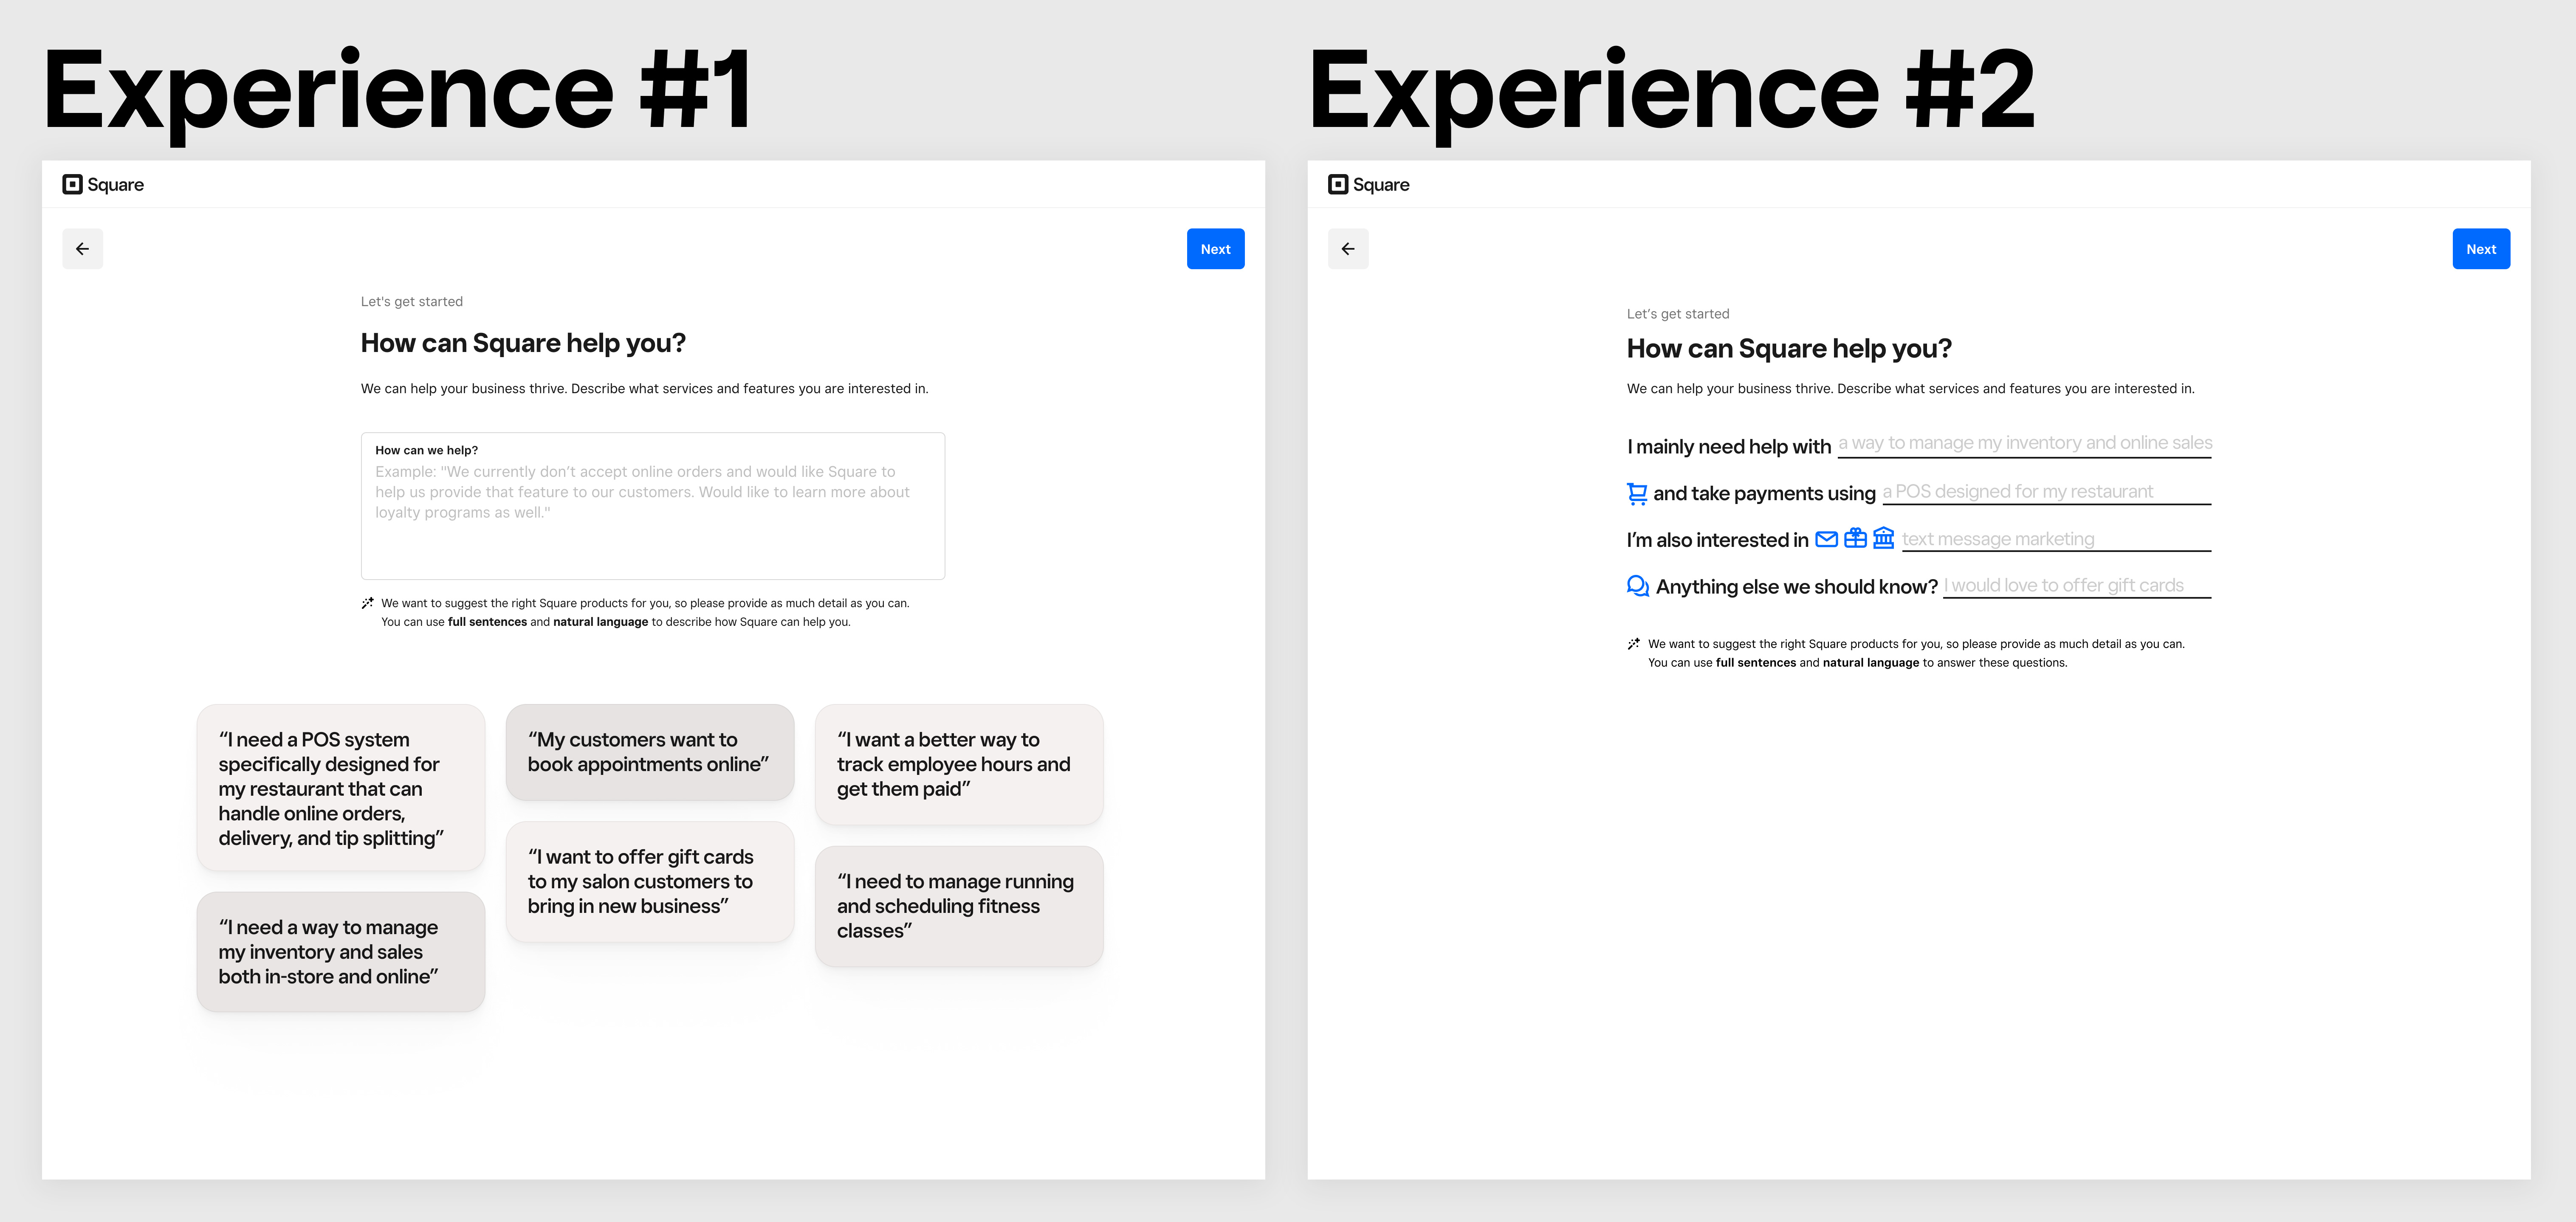 Experience #1
Square
Next
Let's get started
How can Square help you?
We can help your business thrive. Describe what services and features you are interested in.
How can we help?
Example: "We currently don’t accept online orders and would like Square to
help us provide that feature to our customers. Would like to learn more about
loyalty programs as well."
We want to suggest the right Square products for you, so please provide as much detail as you can.
You can use full sentences and natural language to describe how Square can help you.
“I need a POS system
specifically designed for
my restaurant that can
handle online orders,
delivery, and tip splitting”
“I need a way to manage
my inventory and sales
both in-store and online”
“My customers want to
book appointments online”
“I want to offer gift cards
to my salon customers to
bring in new business”
“I want a better way to
track employee hours and
get them paid”
“I need to manage running
and scheduling fitness
classes”
Experience #2
Square
Next
Let’s get started
How can Square help you?
We can help your business thrive. Describe what services and features you are interested in.
I mainly need help with a way to manage my inventory and online sales
and take payments using a POS designed for my restaurant
I’m also interested in text message marketing
Anything else we should know? I would love to offer gift cards
We want to suggest the right Square products for you, so please provide as much detail as you can.
You can use full sentences and natural language to answer these questions.